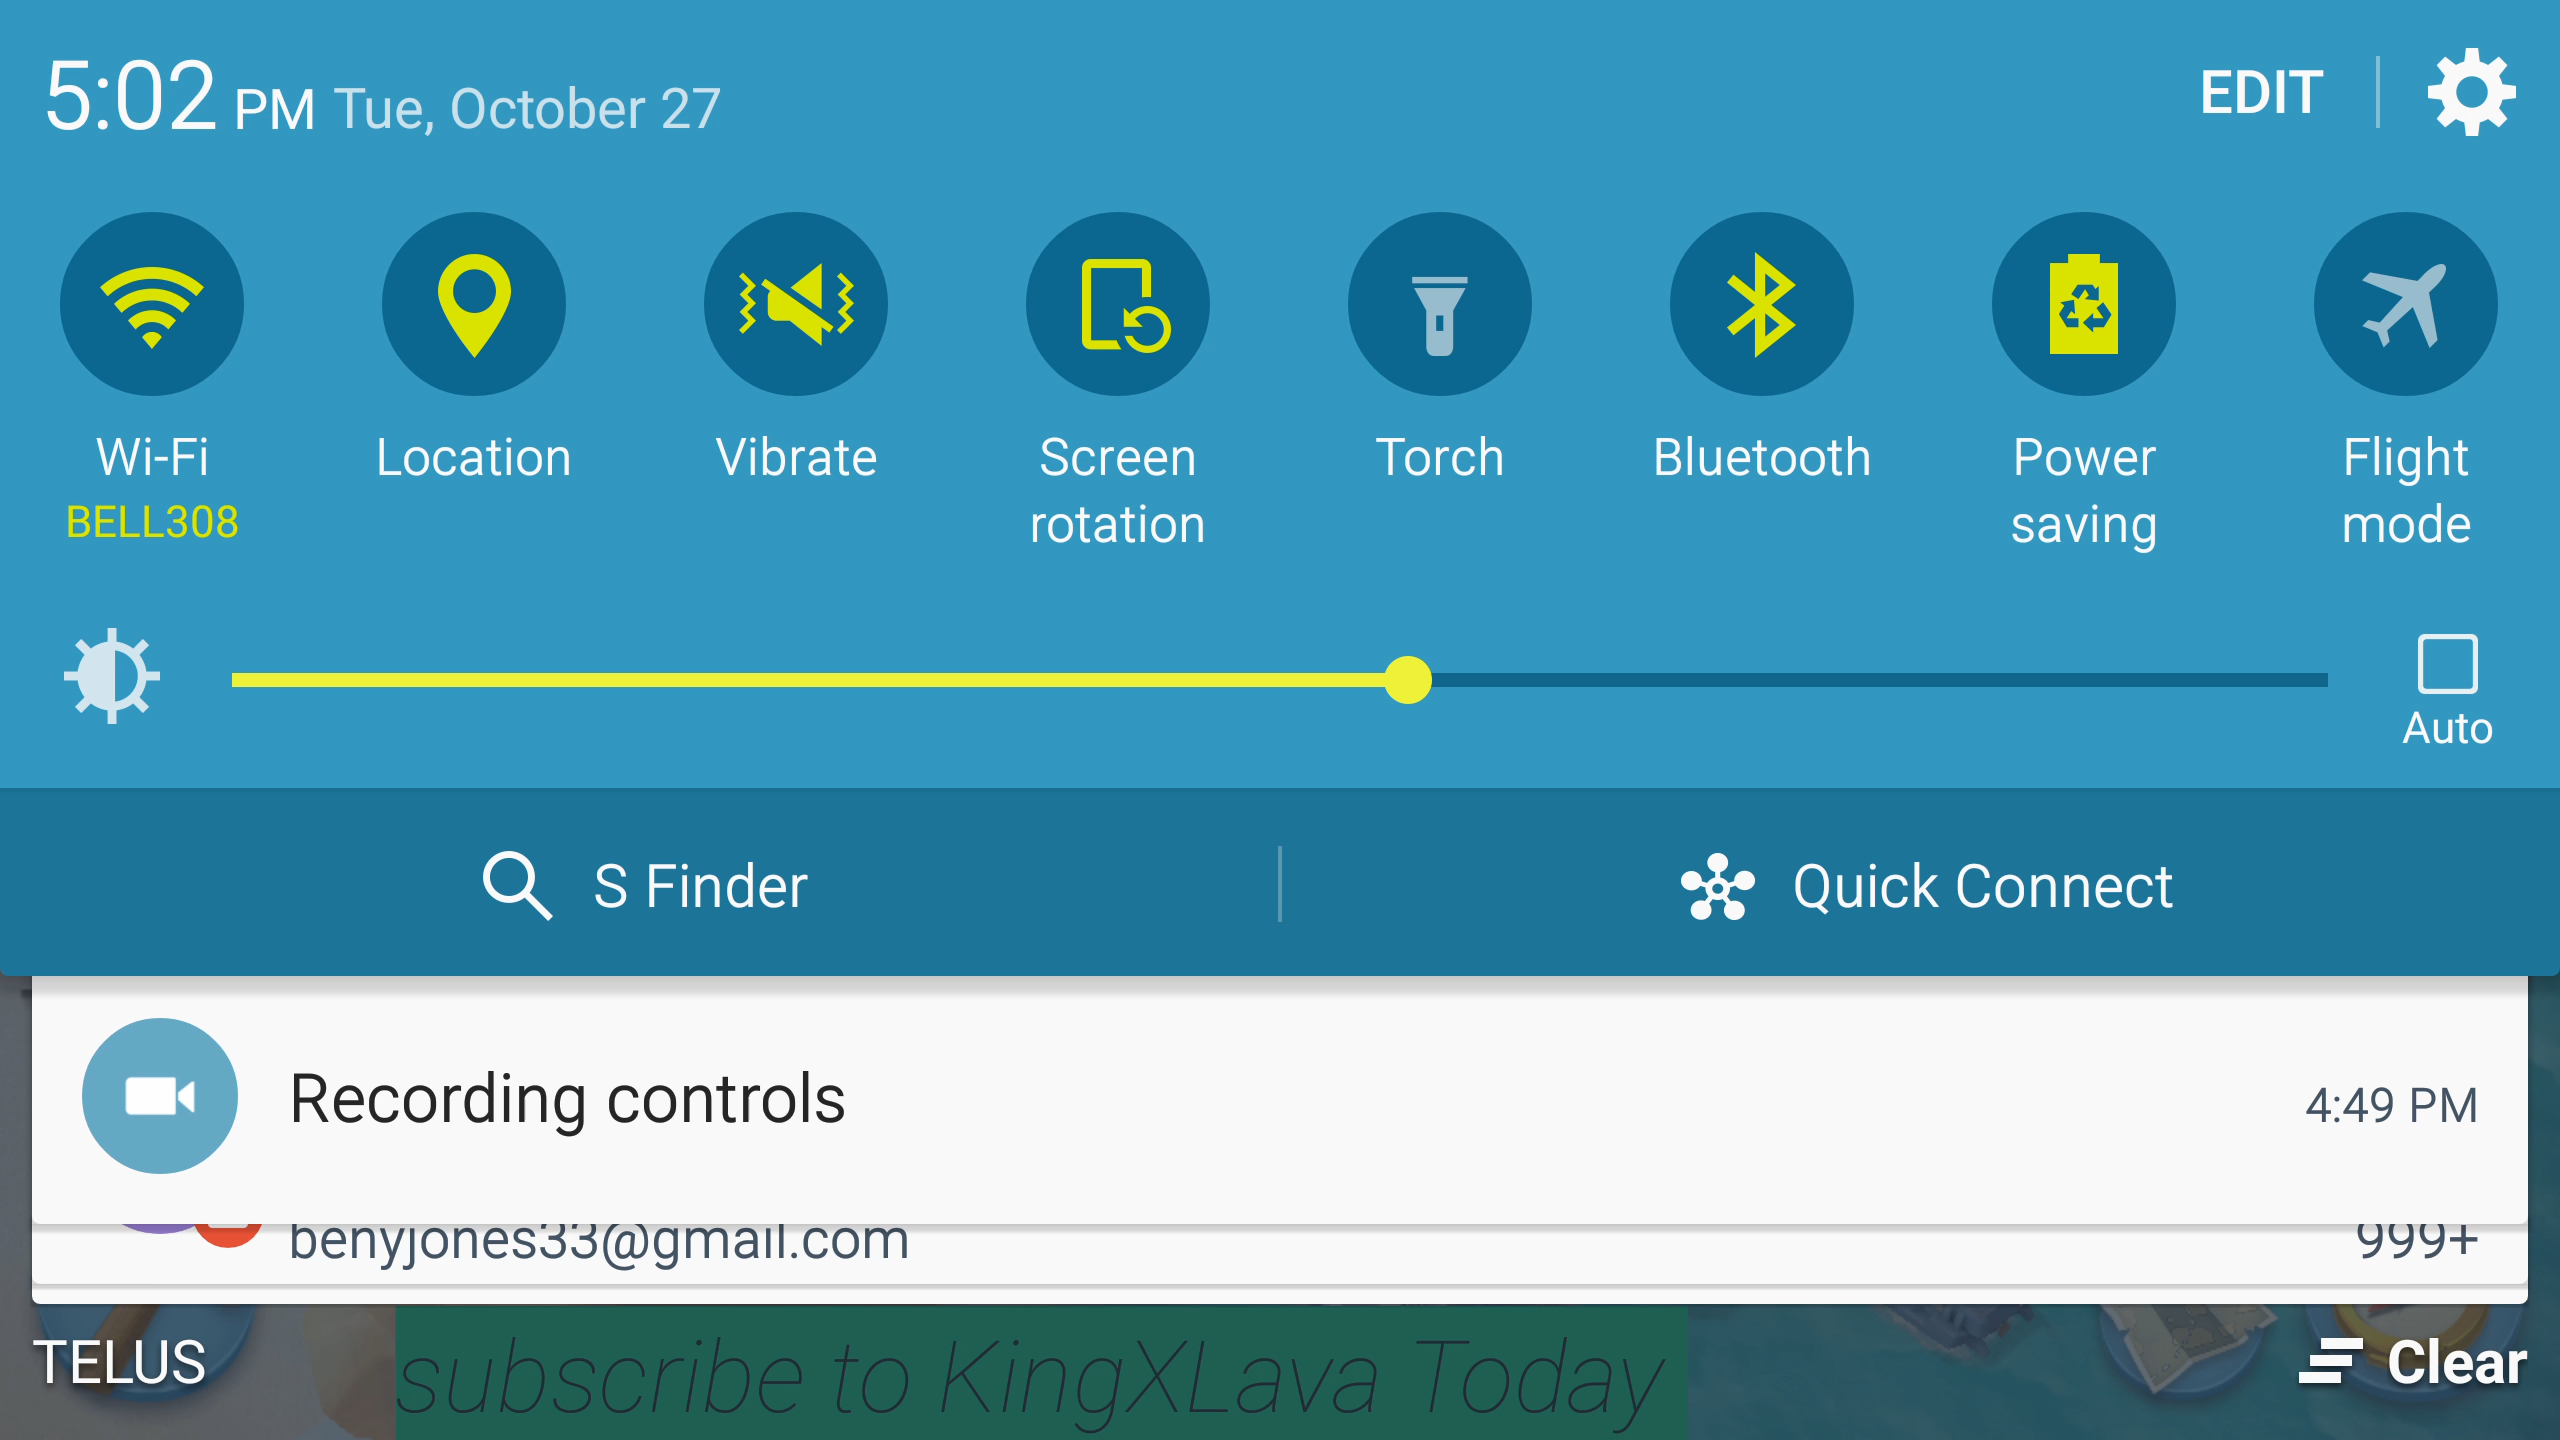 5:02 PM Tue, October 27
EDIT
Wi-Fi
BELL308
Location
Vibrate
Screen
rotation
Torch
Bluetooth
Power
saving
Flight
mode
Auto
S Finder
Quick Connect
Recording controls
4:49 PM
benyjones33@gmail.com
999+
TELUS
subscribe to KingXLava Today
Clear